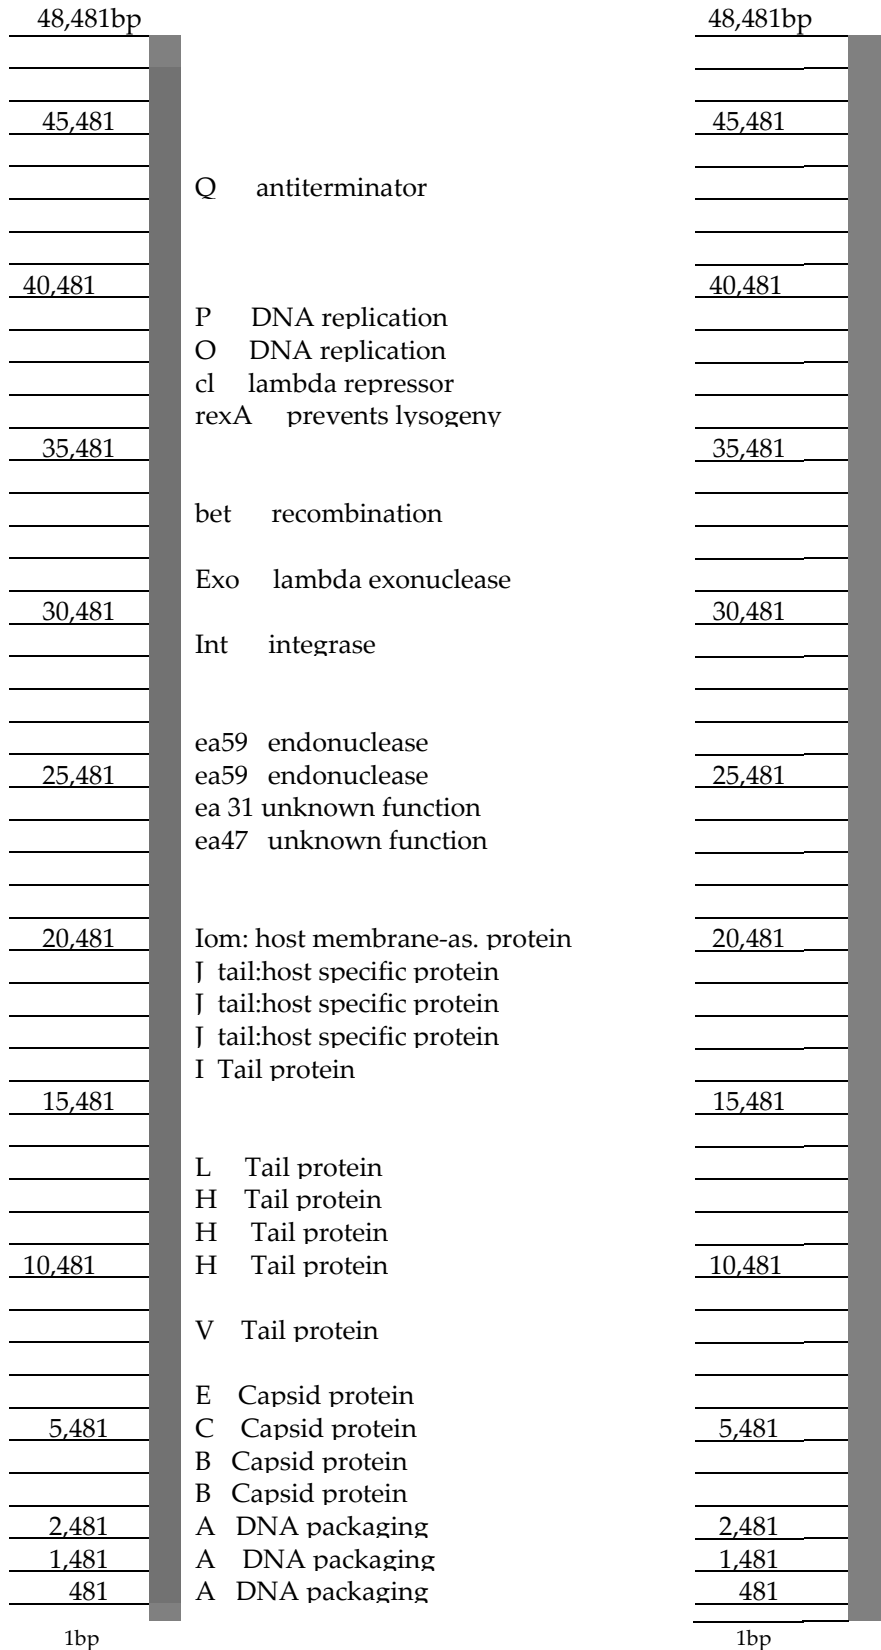 48,481bp 48,481bp
45,481 45,481
Q antiterminator
40,481 40,481
P DNA replication
O DNA replication
cl lambda repressor
rexA prevents lysogeny
35,481 35,481
bet recombination
Exo lambda exonuclease
30,481 30,481
Int integrase
ea59 endonuclease
25,481 ea59 endonuclease 25,481
ea 31 unknown function
ea47 unknown function
20,481 Iom: host membrane-as. protein 20,481
J tail:host specific protein
J tail:host specific protein
J tail:host specific protein
I Tail protein
15,481 15,481
L Tail protein
H Tail protein
H Tail protein
10,481 H Tail protein 10,481
V Tail protein
E Capsid protein
5,481 C Capsid protein 5,481
B Capsid protein
B Capsid protein
2,481 A DNA packaging 2,481
1,481 A DNA packaging 1,481
481 A DNA packaging 481
1bp 1bp